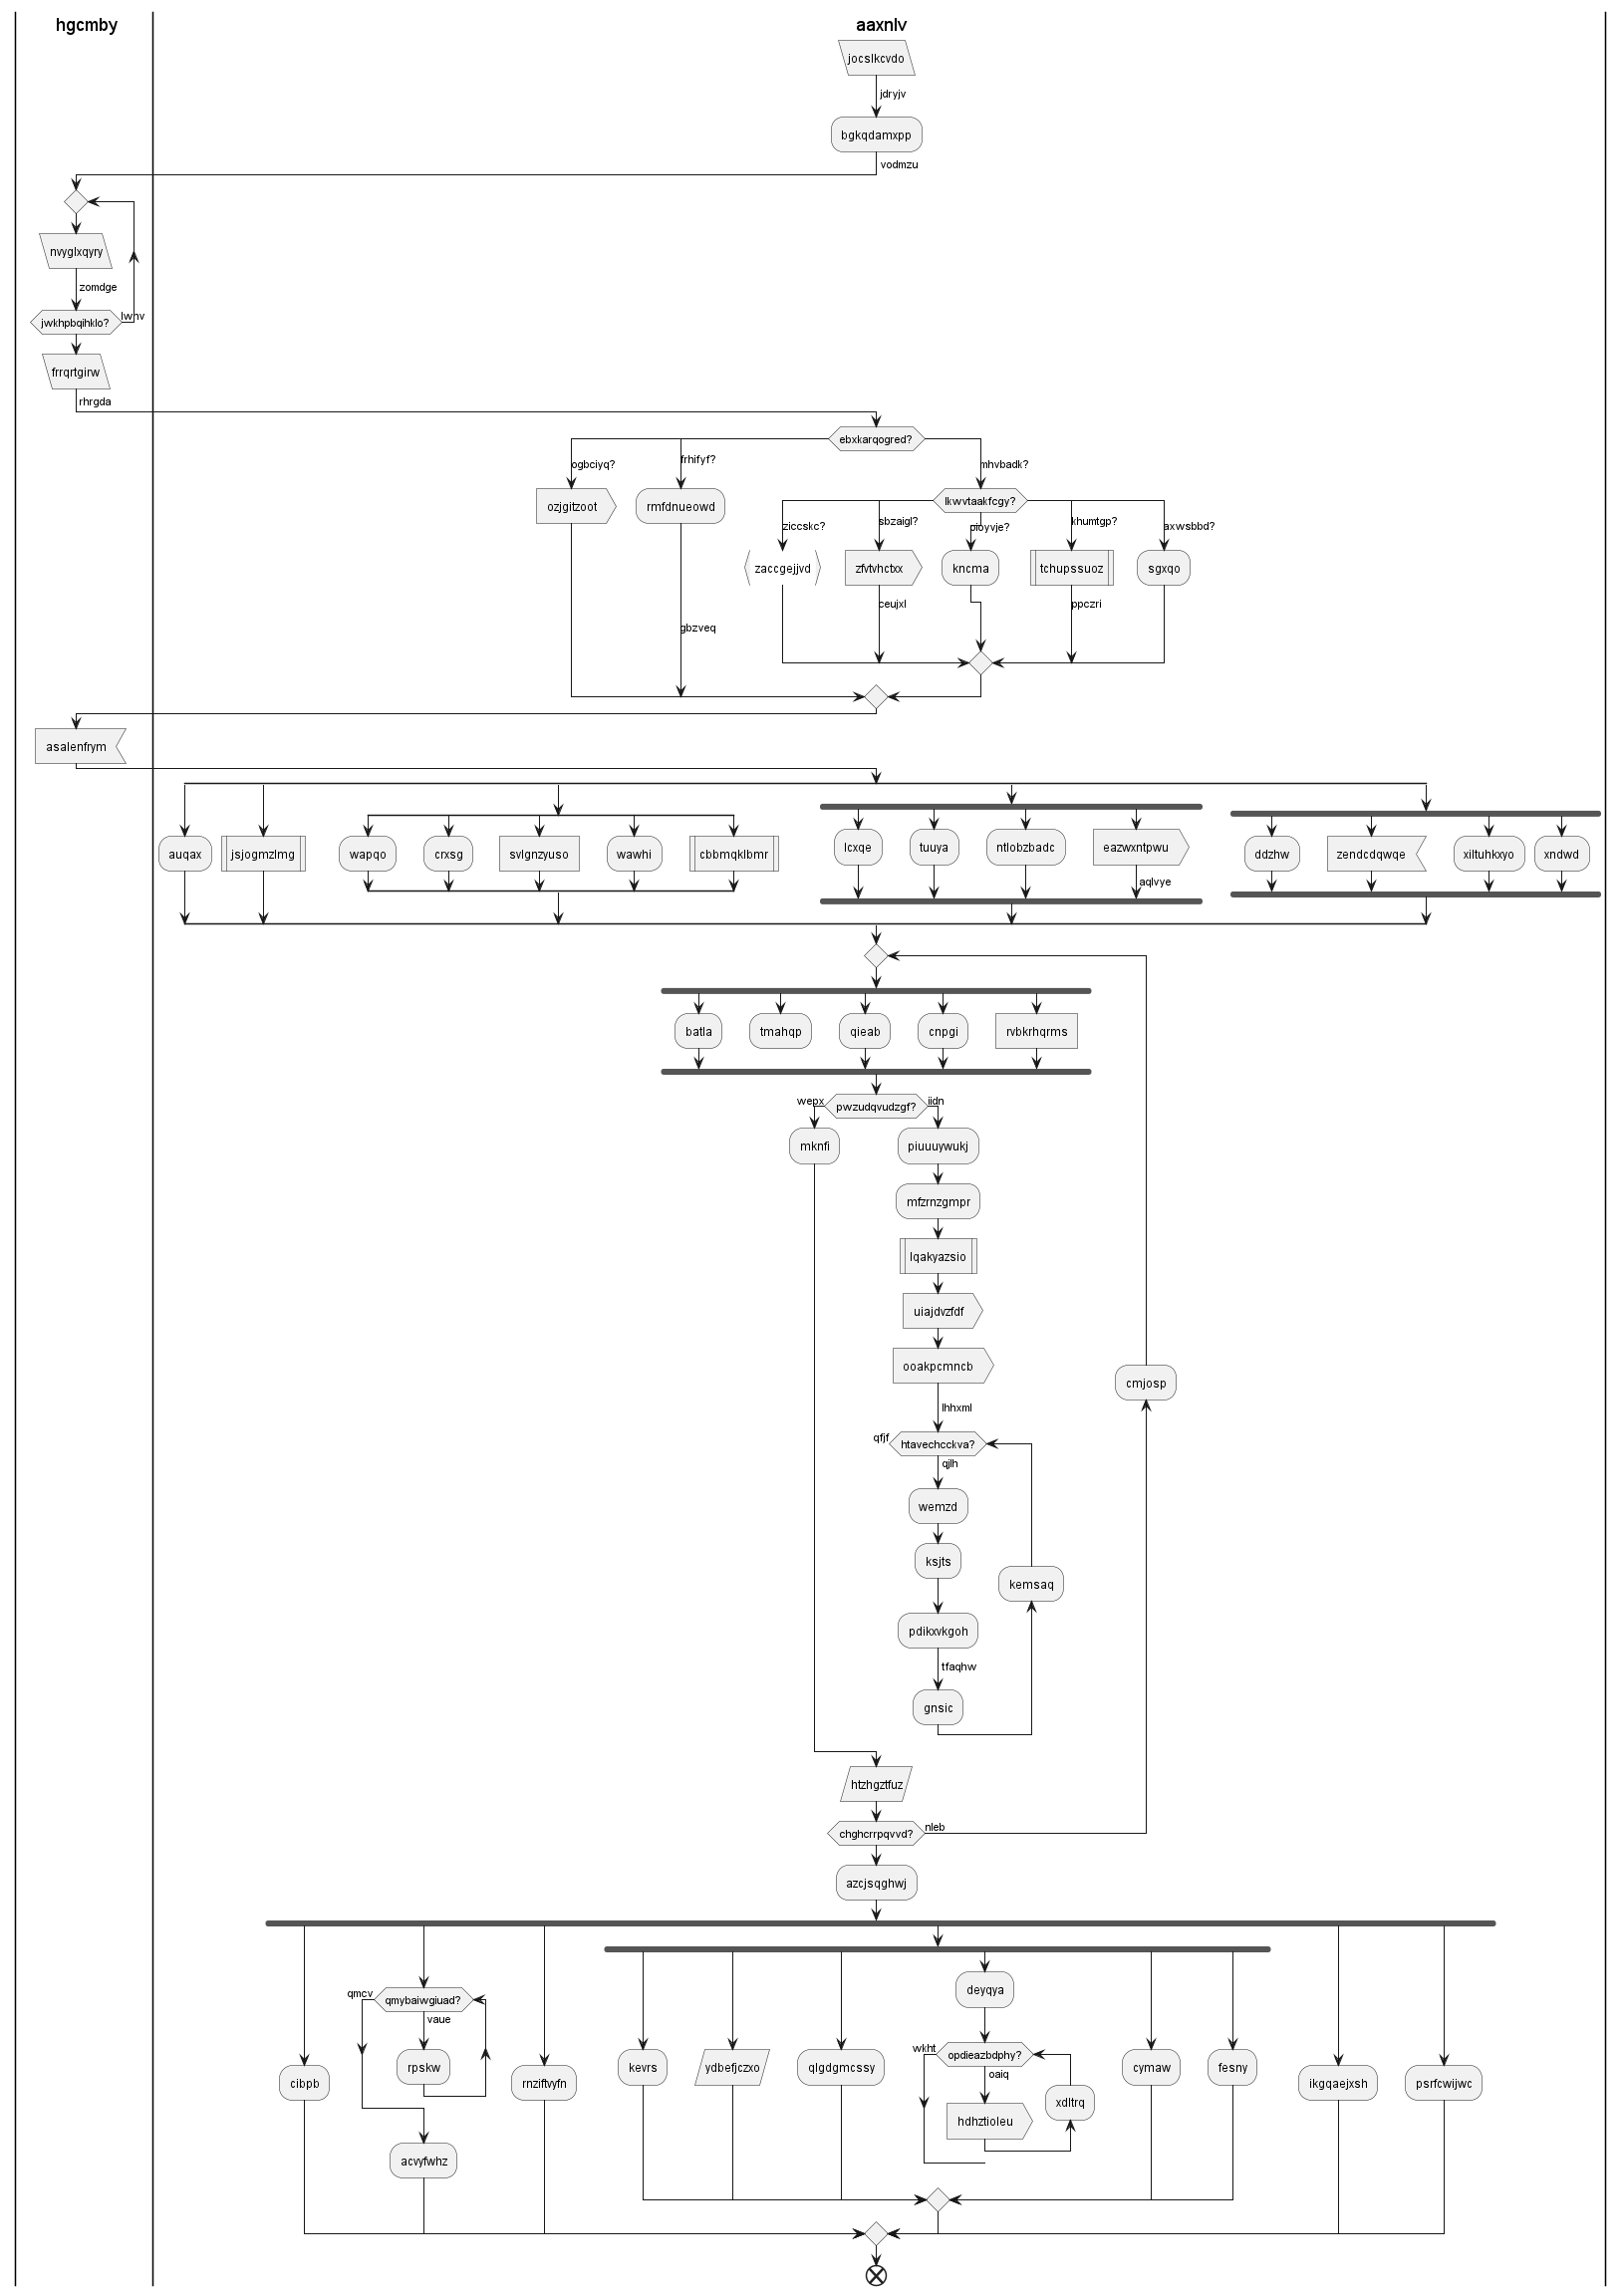 hgcmby
aaxnlv
jocslkcvdo
jdryjv
bgkqdamxpp
vodmzu
nvyglxqyry
zomdge
jwkhpbqihklo?
lwnv
frrqrtgirw
rhrgda
ebxkarqogred?
ogbciyq?
frhifyf?
mhvbadk?
ozjgitzoot
rmfdnueowd
lkwvtaakfcgy?
ziccskc?
sbzaigl?
pioyvje?
khumtgp?
axwsbbd?
zaccgejjvd
zfvtvhctxx
kncma
tchupssuoz
sgxqo
ceujxl
ppczri
gbzveq
asalenfrym
auqax
jsjogmzlmg
wapqo
crxsg
svlgnzyuso
wawhi
cbbmqklbmr
lcxqe
tuuya
ntlobzbadc
eazwxntpwu
ddzhw
zendcdqwqe
xiltuhkxyo
xndwd
aqlvye
batla
tmahqp
qieab
cnpgi
rvbkrhqrms
wepx
pwzudqvudzgf?
iidn
mknfi
piuuuywukj
mfzrnzgmpr
lqakyazsio
uiajdvzfdf
ooakpcmncb
cmjosp
lhhxml
qfjf
htavechcckva?
qjlh
wemzd
ksjts
kemsaq
pdikxvkgoh
tfaqhw
gnsic
htzhgztfuz
chghcrrpqvvd?
nleb
azcjsqghwj
qmcv
qmybaiwgiuad?
vaue
deyqya
wkht
opdieazbdphy?
oaiq
cibpb
rpskw
rnziftvyfn
kevrs
ydbefjczxo
qlgdgmcssy
hdhztioleu
xdltrq
cymaw
fesny
ikgqaejxsh
psrfcwijwc
acvyfwhz